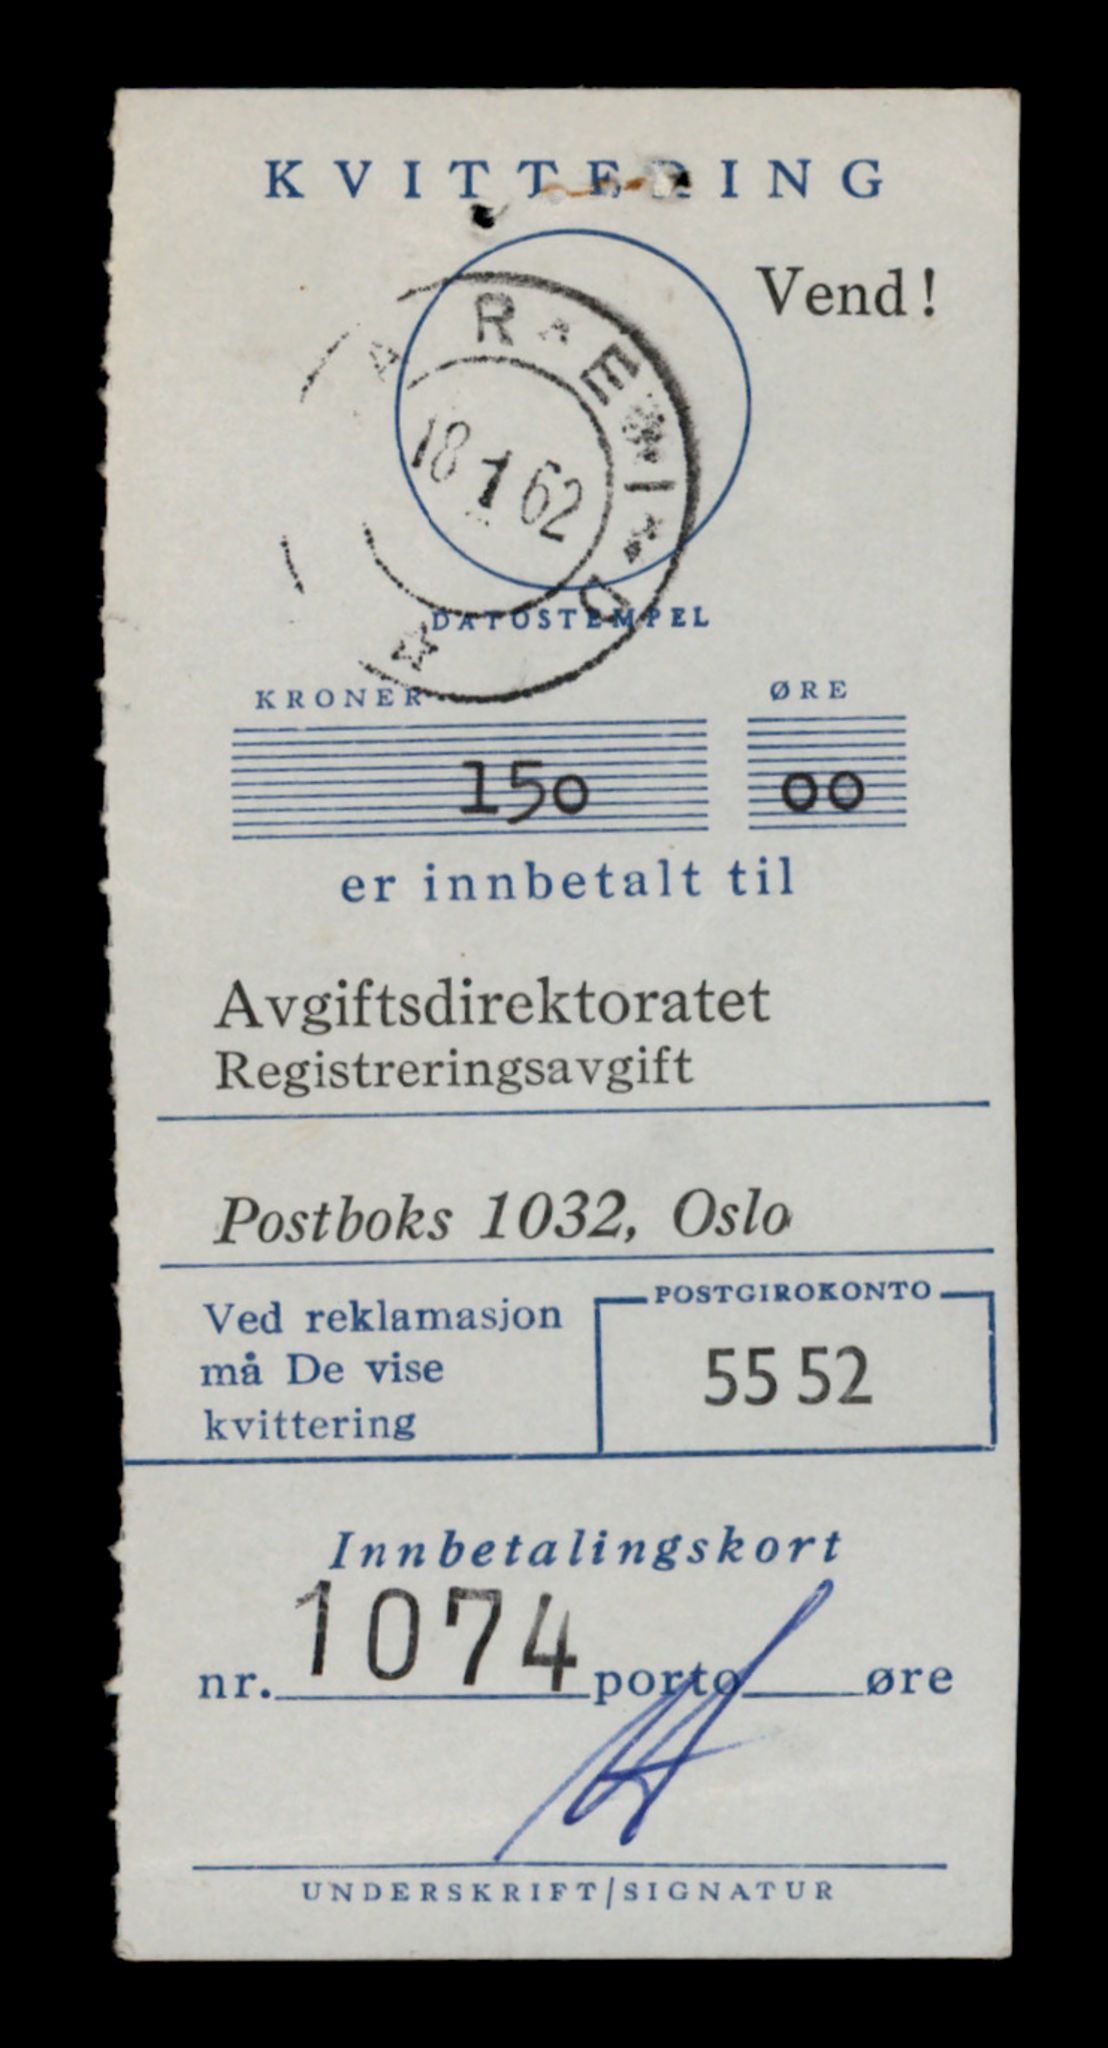 KVITTERING
Vend!
18 1 62
DATOSTEMPEL
KRONER ØRE
150 00
er innbetalt til
Avgiftsdirektoratet
Registreringsavgift
Postboks 1032, Oslo
Ved reklamasjon
må De vise
kvittering
POSTGIROKONTO
55 52
Innbetalingskort
nr. 1074 porto øre
UNDERSKRIFT/SIGNATUR